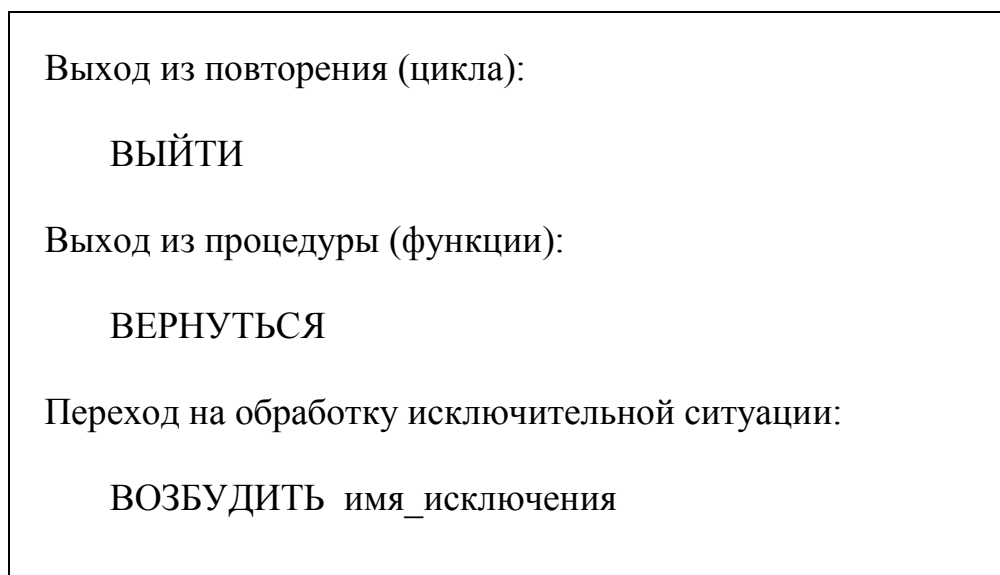 Выход из повторения (цикла):
ВЫЙТИ
Выход из процедуры (функции):
ВЕРНУТЬСЯ
Переход на обработку исключительной ситуации:
ВОЗБУДИТЬ имя_исключения